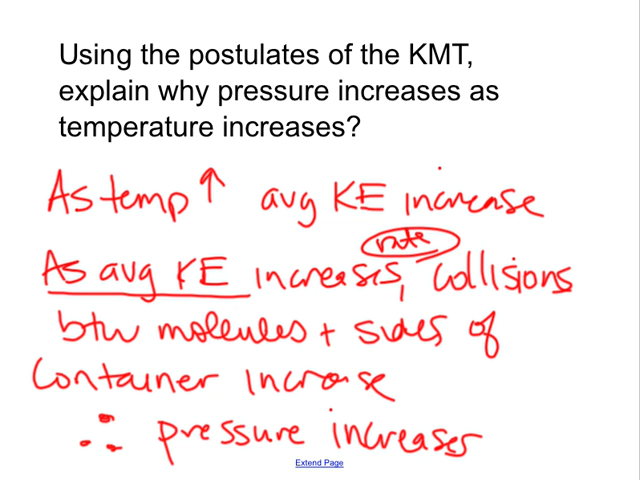 Using the postulates of the KMT,
explain why pressure increases as
temperature increases?
As temp ↑ avg KE increase
rate
As avg KE increases, collisions
btw molecules + sides of
container increase
∴ pressure increases
Extend Page